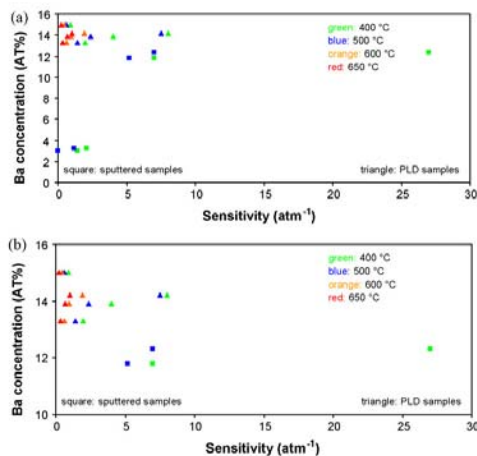 (a)
16
14
12
10
8
6
4
2
0
Ba concentration (AT%)
green: 400 °C
blue: 500 °C
orange: 600 °C
red: 650 °C
square: sputtered samples
triangle: PLD samples
0 5 10 15 20 25 30
Sensitivity (atm⁻¹)
(b)
16
14
12
10
Ba concentration (AT%)
green: 400 °C
blue: 500 °C
orange: 600 °C
red: 650 °C
square: sputtered samples
triangle: PLD samples
0 5 10 15 20 25 30
Sensitivity (atm⁻¹)